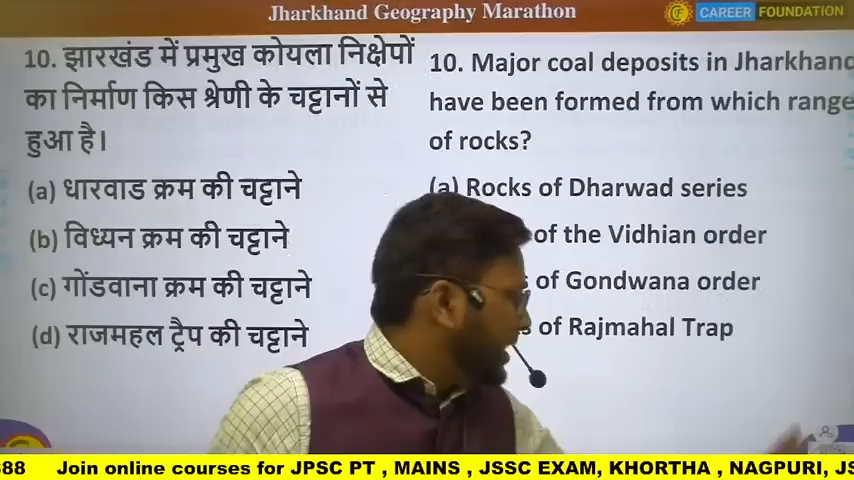 Jharkhand Geography Marathon
CAREER FOUNDATION
10. झारखंड में प्रमुख कोयला निक्षेपों
का निर्माण किस श्रेणी के चट्टानों से
हुआ है।
(a) धारवाड क्रम की चट्टाने
(b) विध्यन क्रम की चट्टाने
(c) गोंडवाना क्रम की चट्टाने
(d) राजमहल ट्रैप की चट्टाने
10. Major coal deposits in Jharkhand
have been formed from which range
of rocks?
(a) Rocks of Dharwad series
of the Vidhian order
of Gondwana order
of Rajmahal Trap
88 Join online courses for JPSC PT , MAINS , JSSC EXAM, KHORTHA , NAGPURI, JS